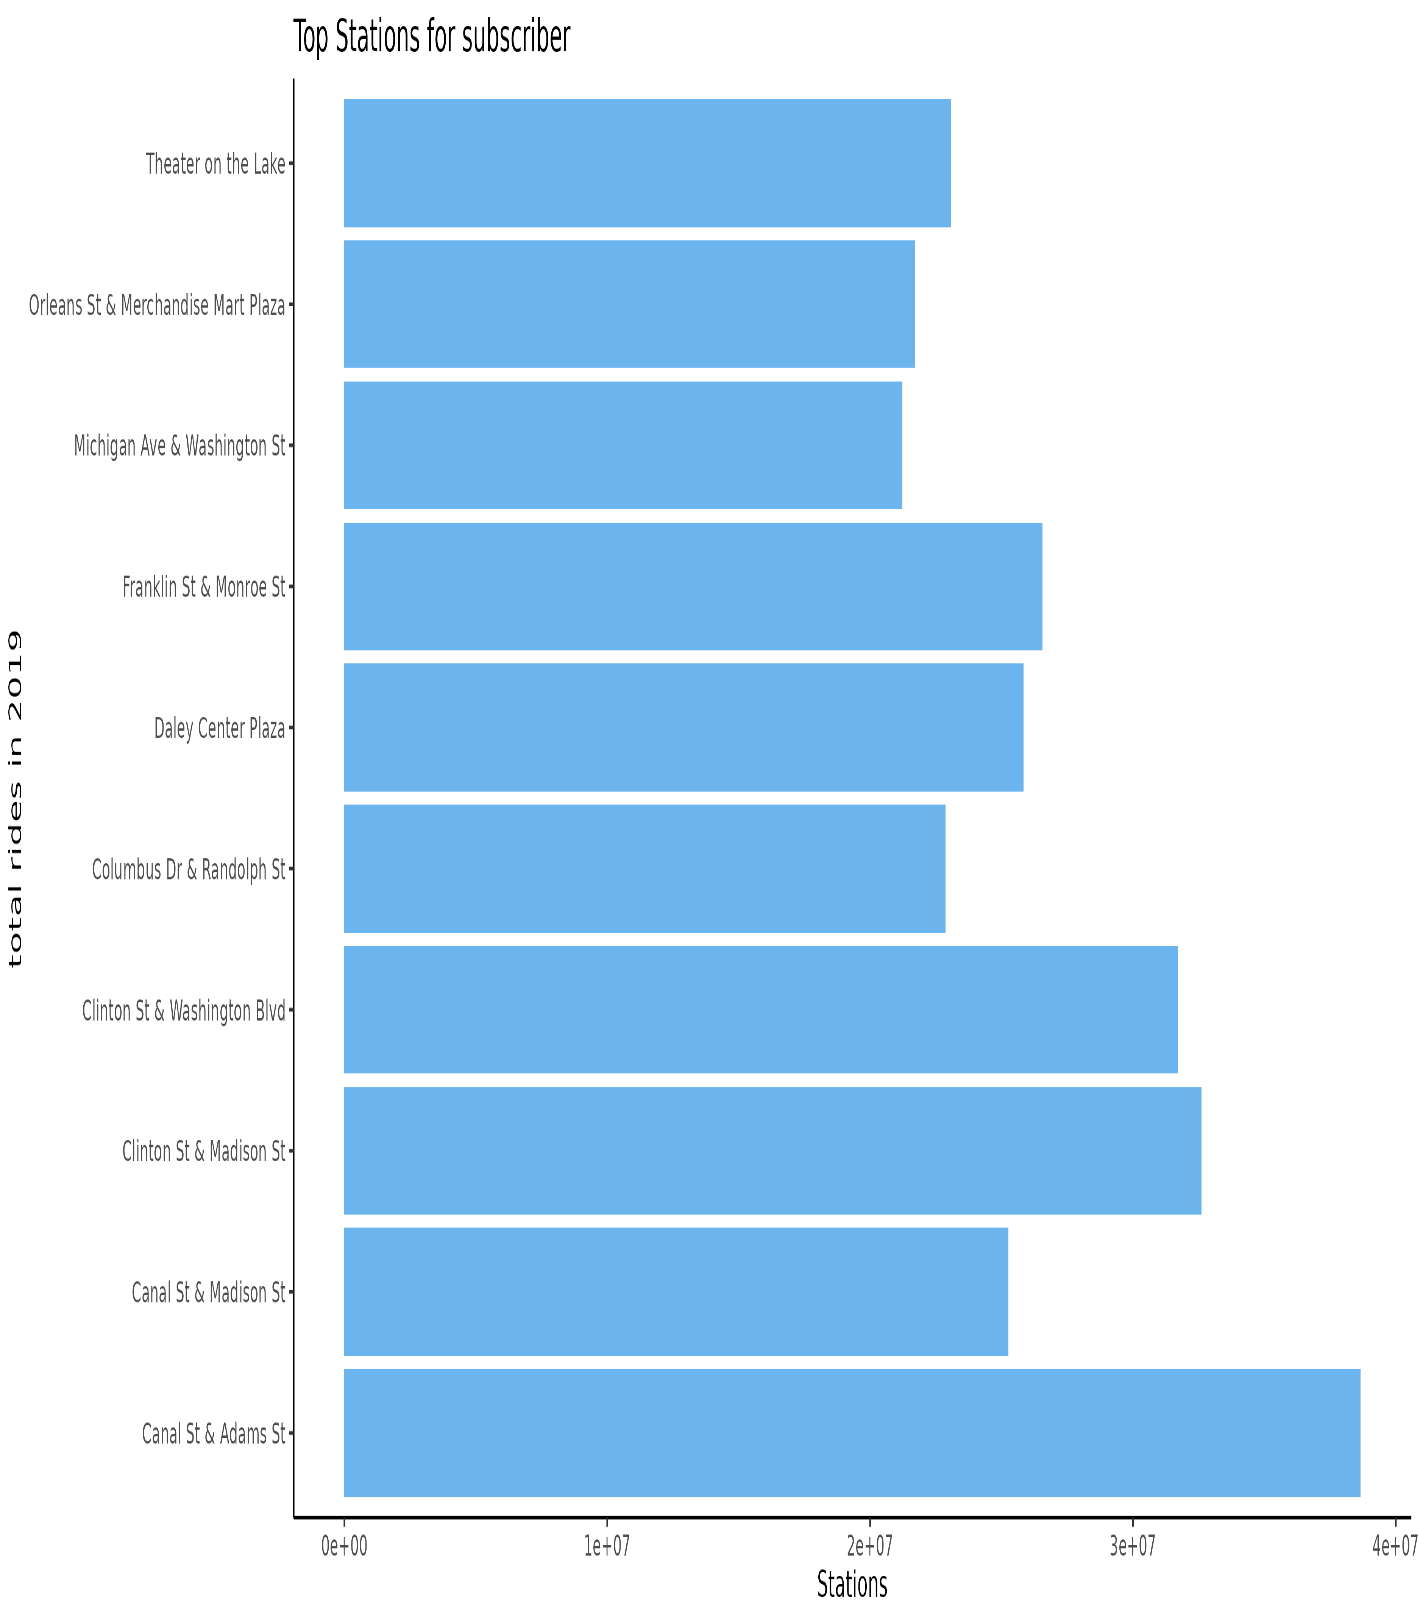 Top Stations for subscriber
Theater on the Lake
Orleans St & Merchandise Mart Plaza
Michigan Ave & Washington St
Franklin St & Monroe St
Daley Center Plaza
Columbus Dr & Randolph St
Clinton St & Washington Blvd
Clinton St & Madison St
Canal St & Madison St
Canal St & Adams St
total rides in 2019
0e+00 1e+07 2e+07 3e+07 4e+07
Stations